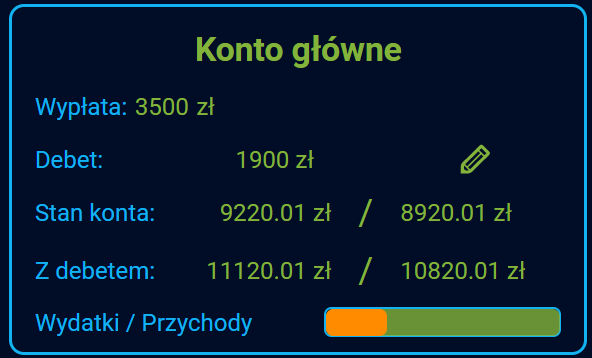 Konto główne
Wypłata: 3500 zł
Debet: 1900 zł
Stan konta: 9220.01 zł / 8920.01 zł
Z debetem: 11120.01 zł / 10820.01 zł
Wydatki / Przychody